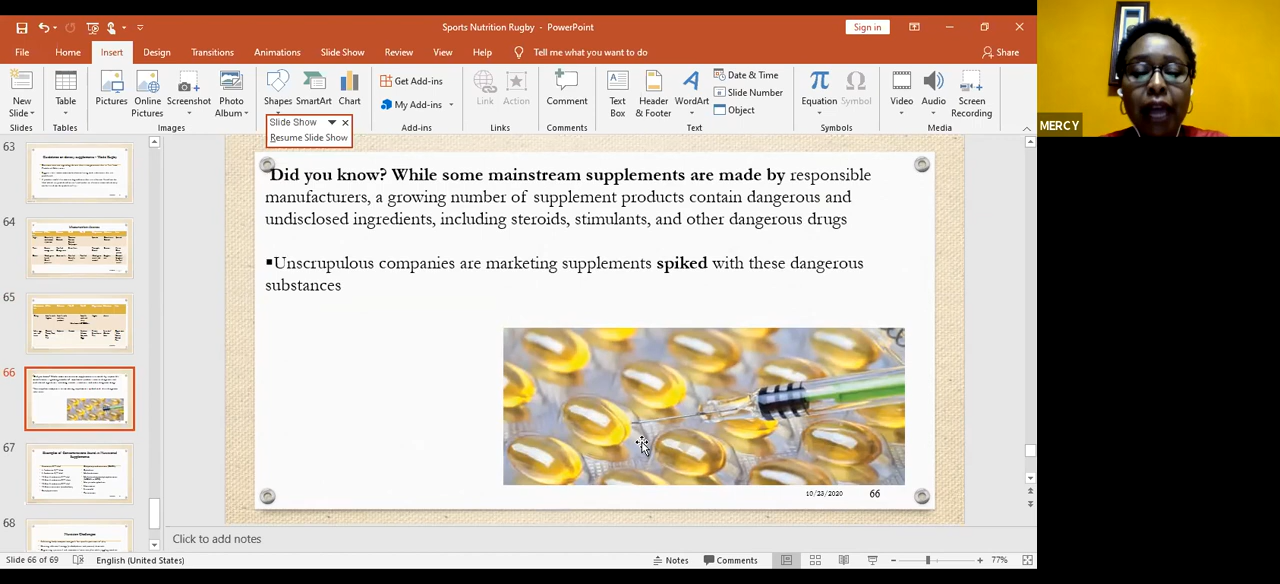 Sports Nutrition Rugby - PowerPoint
Sign in
File Home Insert Design Transitions Animations Slide Show Review View Help Tell me what you want to do Share
New Slide
Table
Pictures
Online Pictures
Screenshot
Photo Album
Shapes
SmartArt
Chart
Get Add-ins
My Add-ins
Link
Action
Comment
Text Box
Header & Footer
WordArt
Date & Time
Slide Number
Object
Equation
Symbol
Video
Audio
Screen Recording
Slides Tables Images Add-ins Links Comments Text Symbols Media
Slide Show
Resume Slide Show
MERCY
63
64
65
66
67
68
Did you know? While some mainstream supplements are made by responsible
manufacturers, a growing number of supplement products contain dangerous and
undisclosed ingredients, including steroids, stimulants, and other dangerous drugs
▪Unscrupulous companies are marketing supplements spiked with these dangerous
substances
10/23/2020 66
Click to add notes
Slide 66 of 69 English (United States) Notes Comments 77%